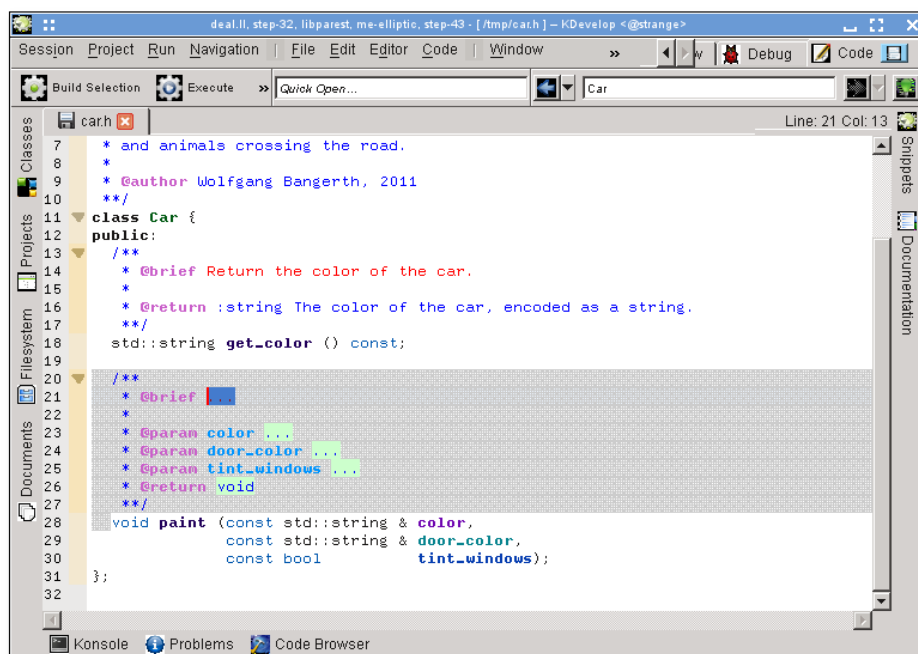 deal.II, step-32, libparest, me-elliptic, step-43 - [ /tmp/car.h ] – KDevelop <@strange>
Session Project Run Navigation File Edit Editor Code Window » w Debug Code
Build Selection Execute » Quick Open... Car
car.h Line: 21 Col: 13
Classes
Projects
Filesystem
Documents
7 * and animals crossing the road.
8 *
9 * @author Wolfgang Bangerth, 2011
10 **/
11 class Car {
12 public:
13 /**
14 * @brief Return the color of the car.
15 *
16 * @return :string The color of the car, encoded as a string.
17 **/
18 std::string get_color () const;
19
20 /**
21 * @brief ...
22 *
23 * @param color ...
24 * @param door_color ...
25 * @param tint_windows ...
26 * @return void
27 **/
28 void paint (const std::string & color,
29 const std::string & door_color,
30 const bool tint_windows);
31 };
32
Snippets
Documentation
Konsole Problems Code Browser